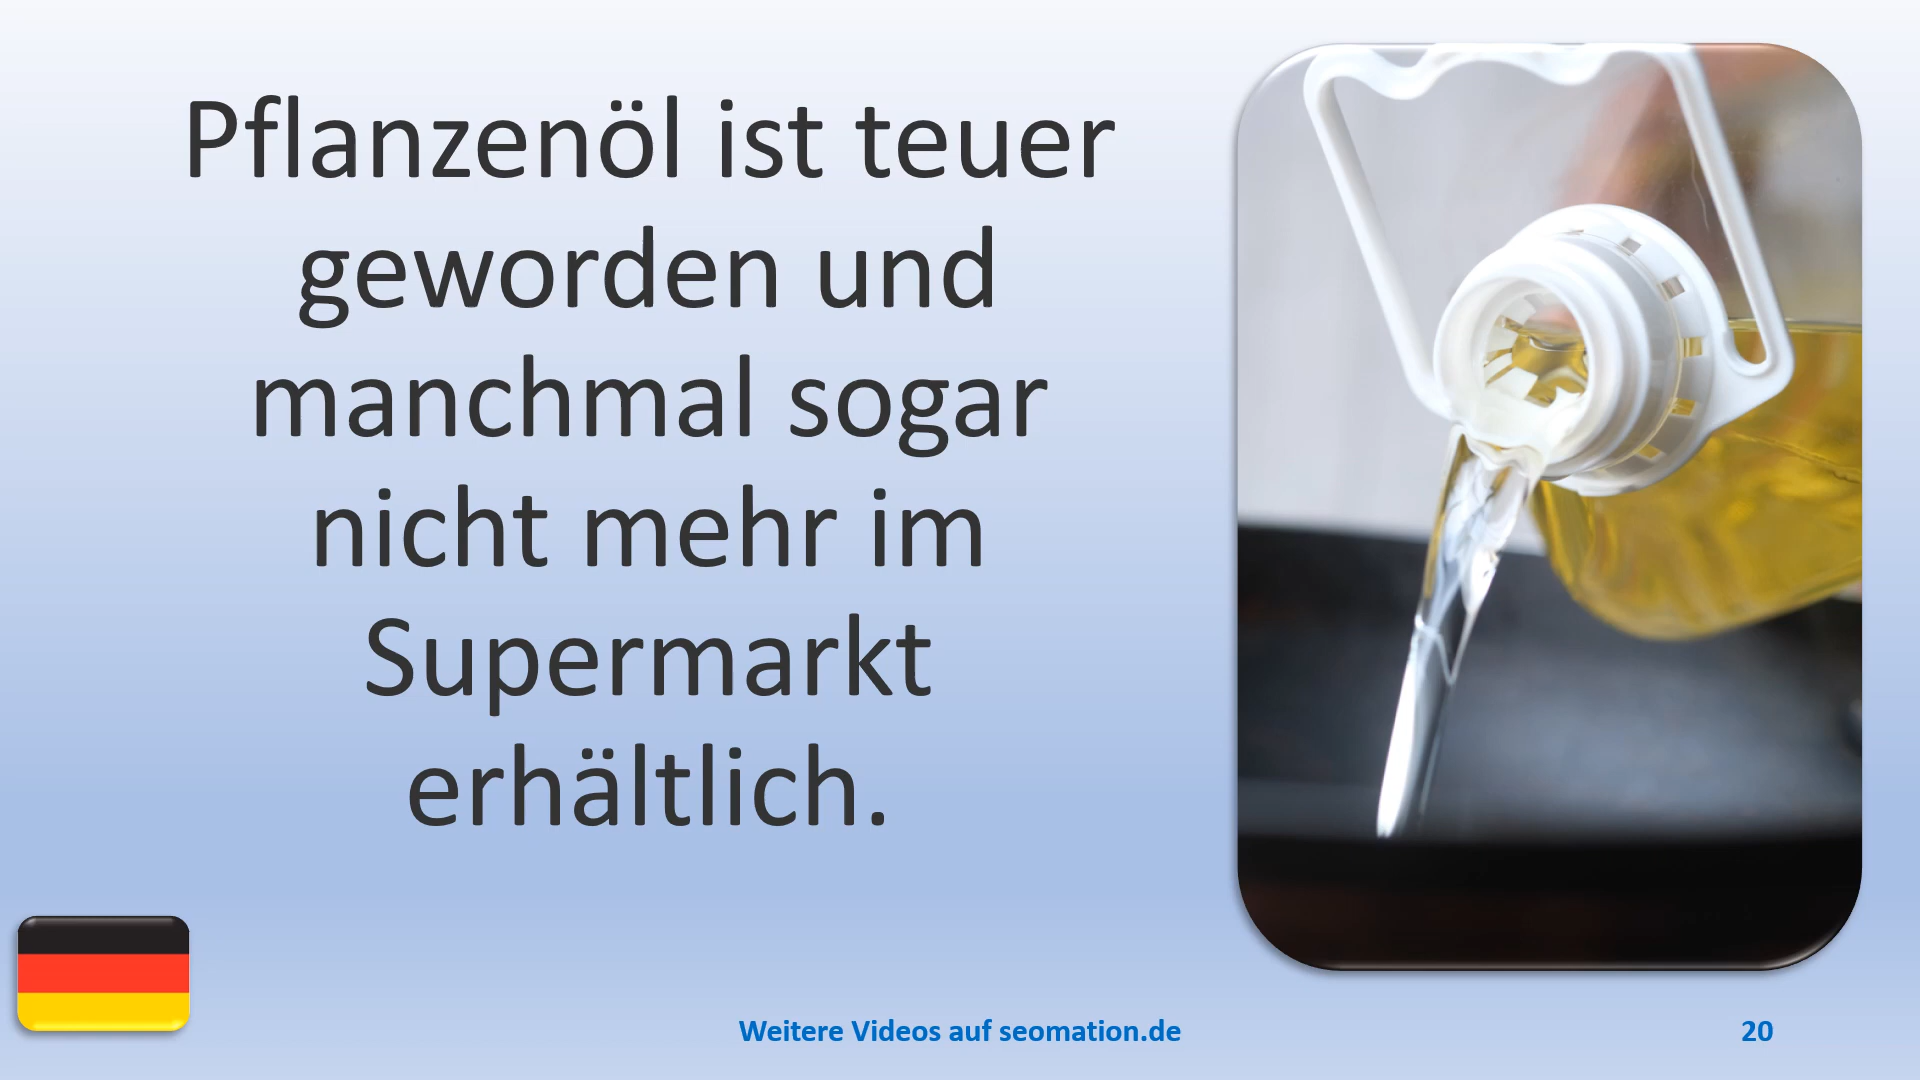 Pflanzenöl ist teuer
geworden und
manchmal sogar
nicht mehr im
Supermarkt
erhältlich.
Weitere Videos auf seomation.de
20